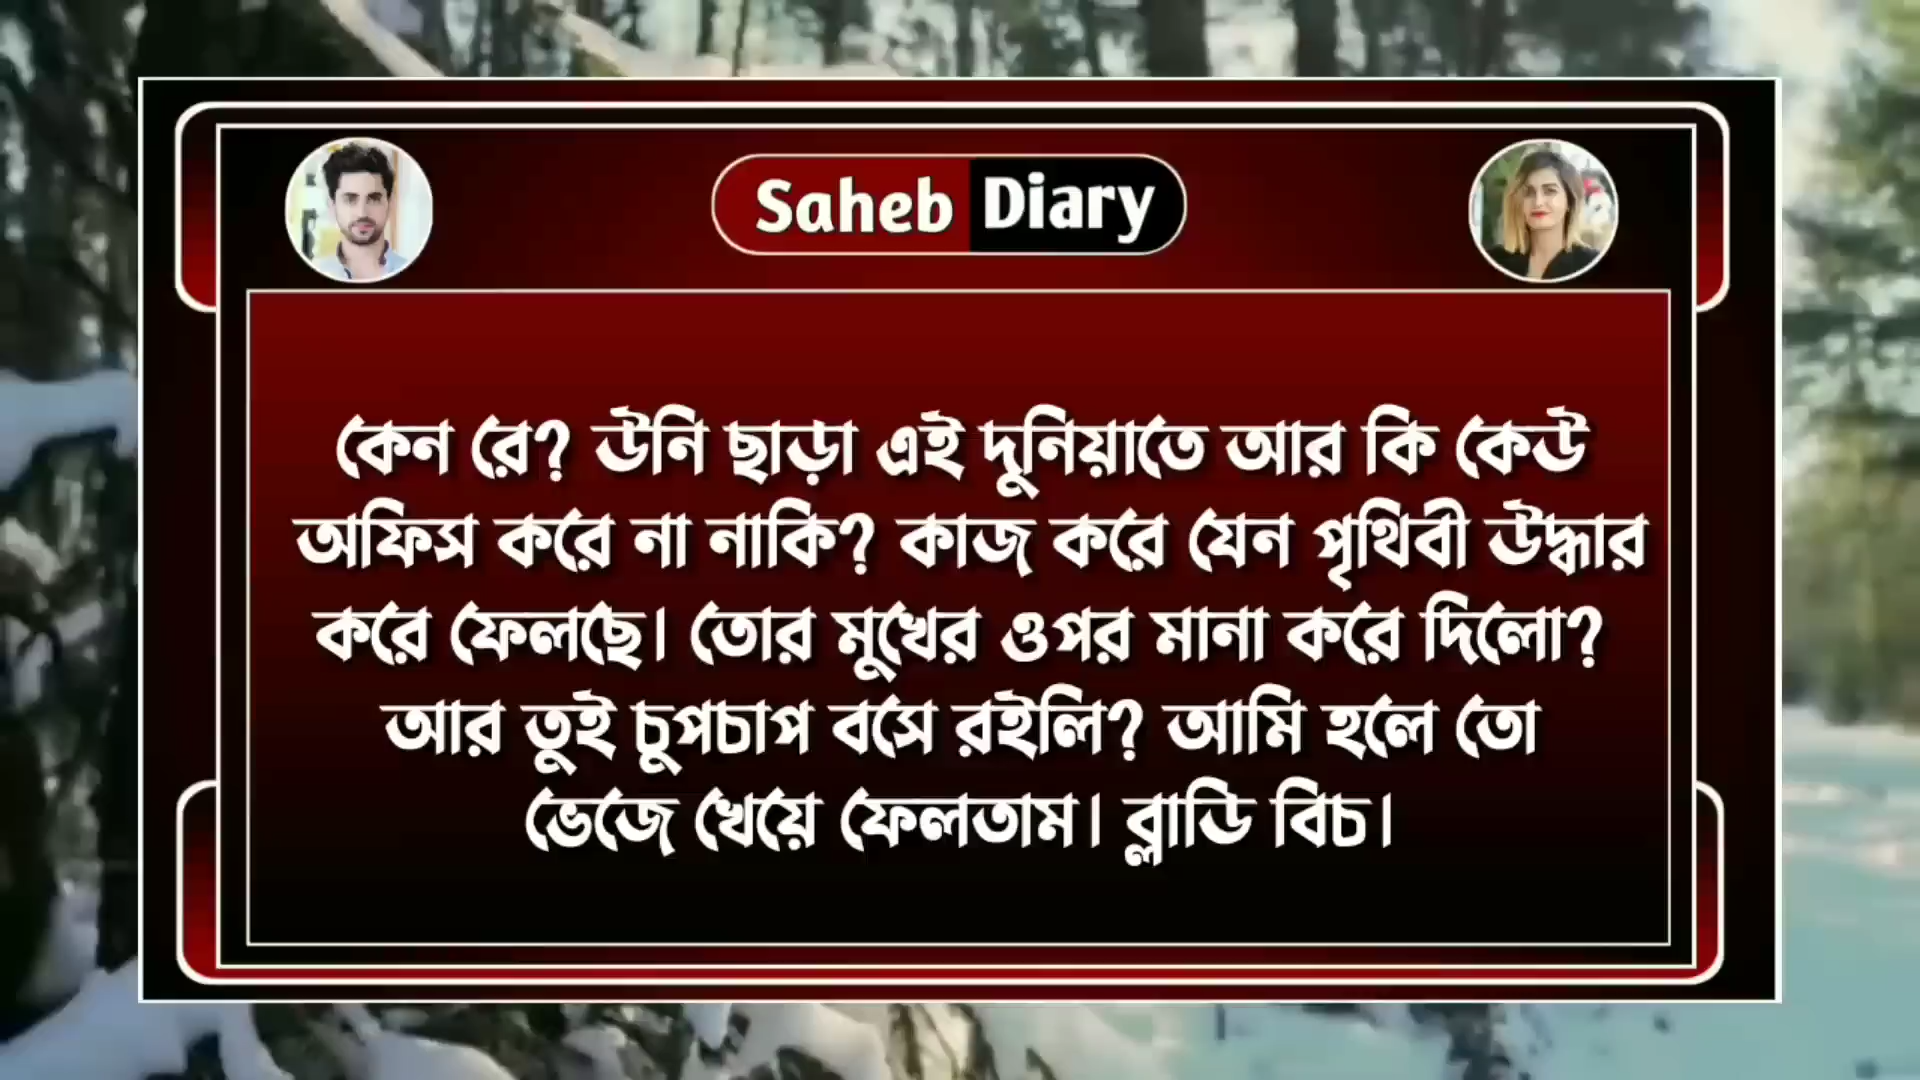 Saheb Diary
কেন রে? উনি ছাড়া এই দুনিয়াতে আর কি কেউ
অফিস করে না নাকি? কাজ করে যেন পৃথিবী উদ্ধার
করে ফেলছে। তোর মুখের ওপর মানা করে দিলো?
আর তুই চুপচাপ বসে রইলি? আমি হলে তো
ভেজে খেয়ে ফেলতাম। ব্লাডি বিচ।